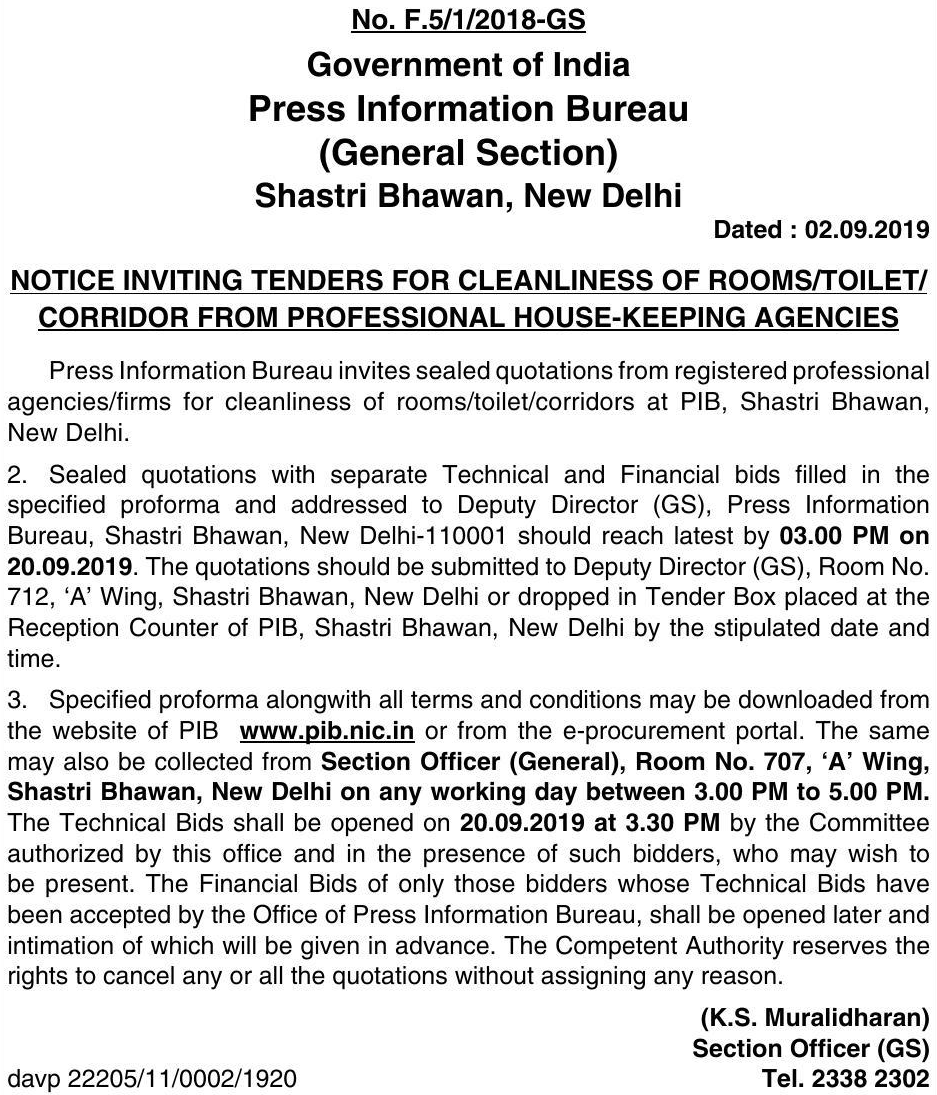 No. F.5/1/2018-GS
Government of India
Press Information Bureau
(General Section)
Shastri Bhawan, New Delhi
Dated : 02.09.2019
NOTICE INVITING TENDERS FOR CLEANLINESS OF ROOMS/TOILET/
CORRIDOR FROM PROFESSIONAL HOUSE-KEEPING AGENCIES
Press Information Bureau invites sealed quotations from registered professional
agencies/firms for cleanliness of rooms/toilet/corridors at PIB, Shastri Bhawan,
New Delhi.
2. Sealed quotations with separate Technical and Financial bids filled in the
specified proforma and addressed to Deputy Director (GS), Press Information
Bureau, Shastri Bhawan, New Delhi-110001 should reach latest by 03.00 PM on
20.09.2019. The quotations should be submitted to Deputy Director (GS), Room No.
712, ‘A’ Wing, Shastri Bhawan, New Delhi or dropped in Tender Box placed at the
Reception Counter of PIB, Shastri Bhawan, New Delhi by the stipulated date and
time.
3. Specified proforma alongwith all terms and conditions may be downloaded from
the website of PIB www.pib.nic.in or from the e-procurement portal. The same
may also be collected from Section Officer (General), Room No. 707, ‘A’ Wing,
Shastri Bhawan, New Delhi on any working day between 3.00 PM to 5.00 PM.
The Technical Bids shall be opened on 20.09.2019 at 3.30 PM by the Committee
authorized by this office and in the presence of such bidders, who may wish to
be present. The Financial Bids of only those bidders whose Technical Bids have
been accepted by the Office of Press Information Bureau, shall be opened later and
intimation of which will be given in advance. The Competent Authority reserves the
rights to cancel any or all the quotations without assigning any reason.
(K.S. Muralidharan)
Section Officer (GS)
davp 22205/11/0002/1920 Tel. 2338 2302